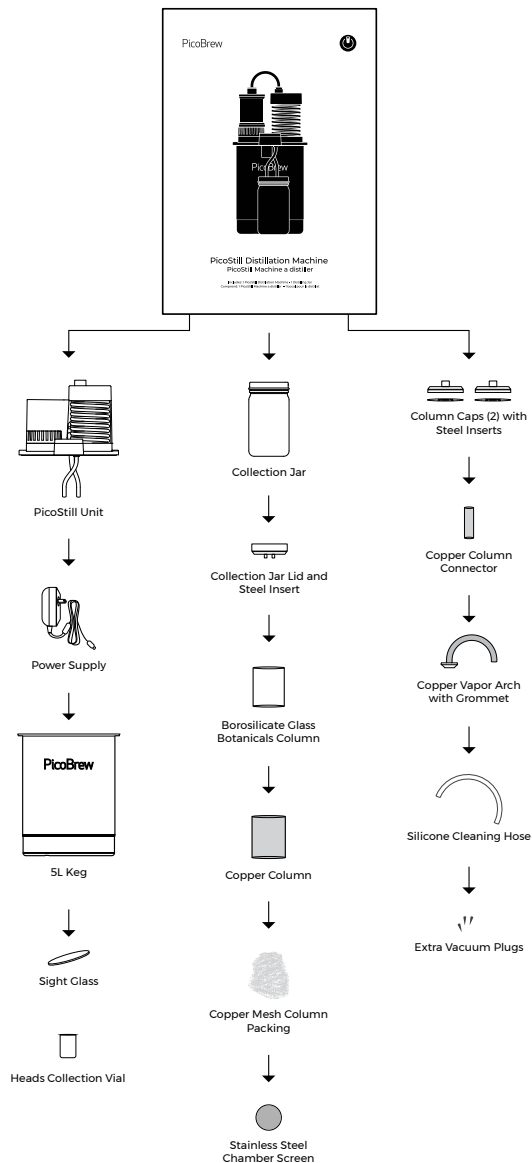 PicoBrew
PicoBrew
PicoStill Distillation Machine
PicoStill Machine a distiller
PicoStill Unit
Power Supply
PicoBrew
5L Keg
Sight Glass
Heads Collection Vial
Collection Jar
Collection Jar Lid and
Steel Insert
Borosilicate Glass
Botanicals Column
Copper Column
Copper Mesh Column
Packing
Stainless Steel
Chamber Screen
Column Caps (2) with
Steel Inserts
Copper Column
Connector
Copper Vapor Arch
with Grommet
Silicone Cleaning Hose
Extra Vacuum Plugs